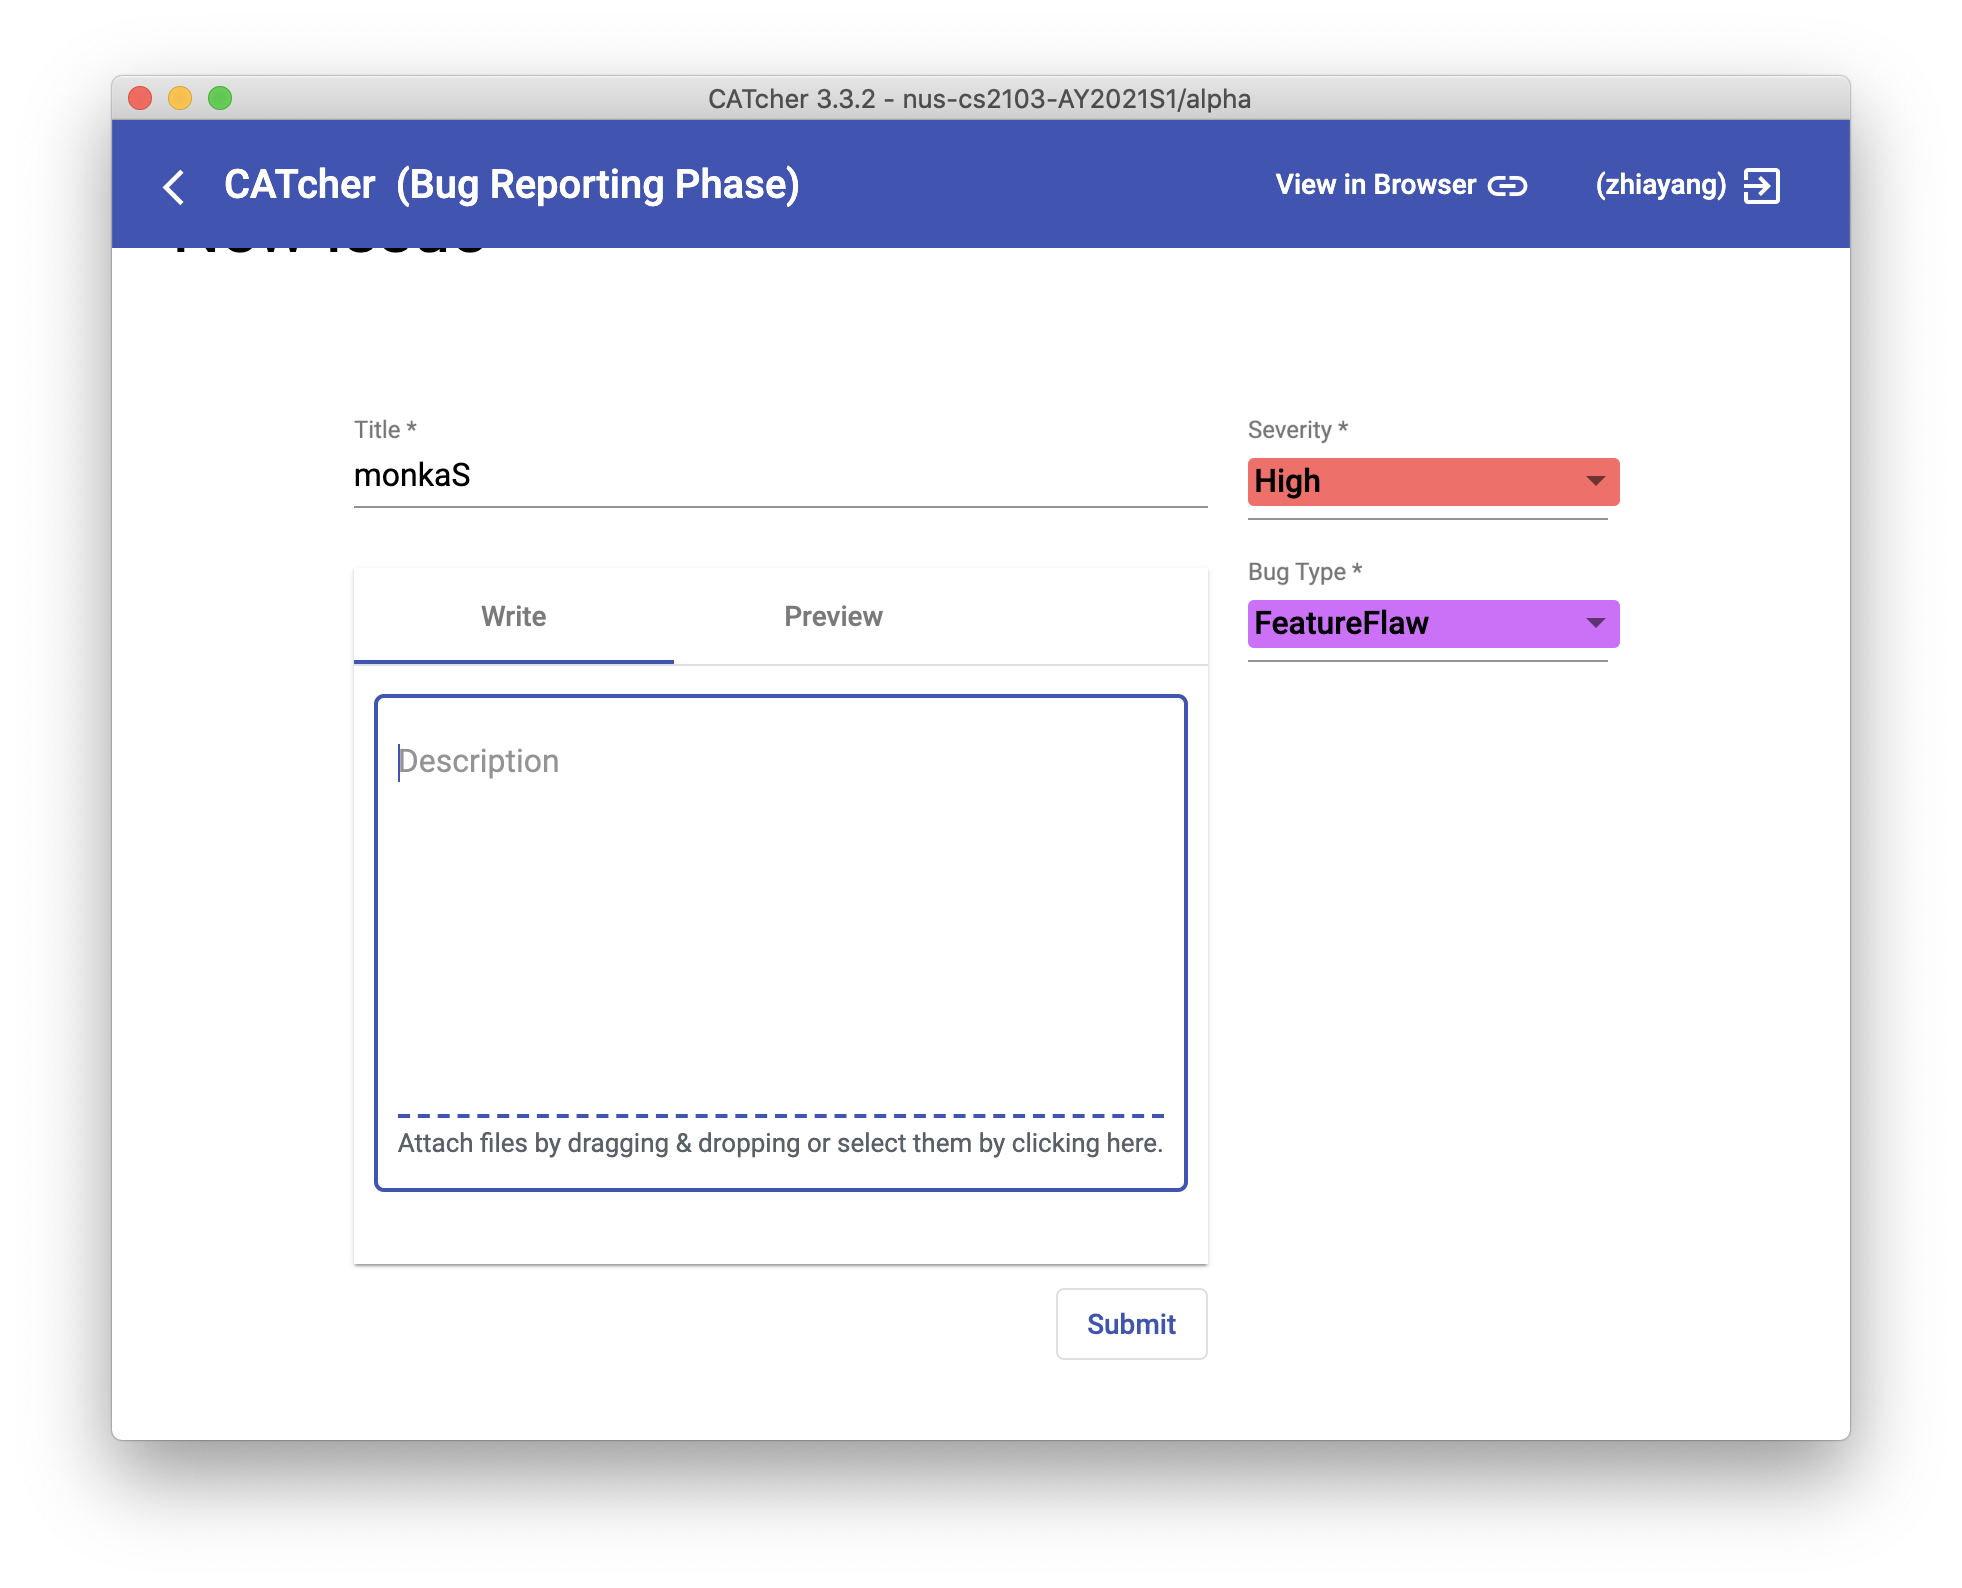 CATcher 3.3.2 - nus-cs2103-AY2021S1/alpha
CATcher (Bug Reporting Phase)
View in Browser
(zhiayang)
New Issue
Title *
monkaS
Severity *
High
Bug Type *
FeatureFlaw
Write
Preview
Description
Attach files by dragging & dropping or select them by clicking here.
Submit